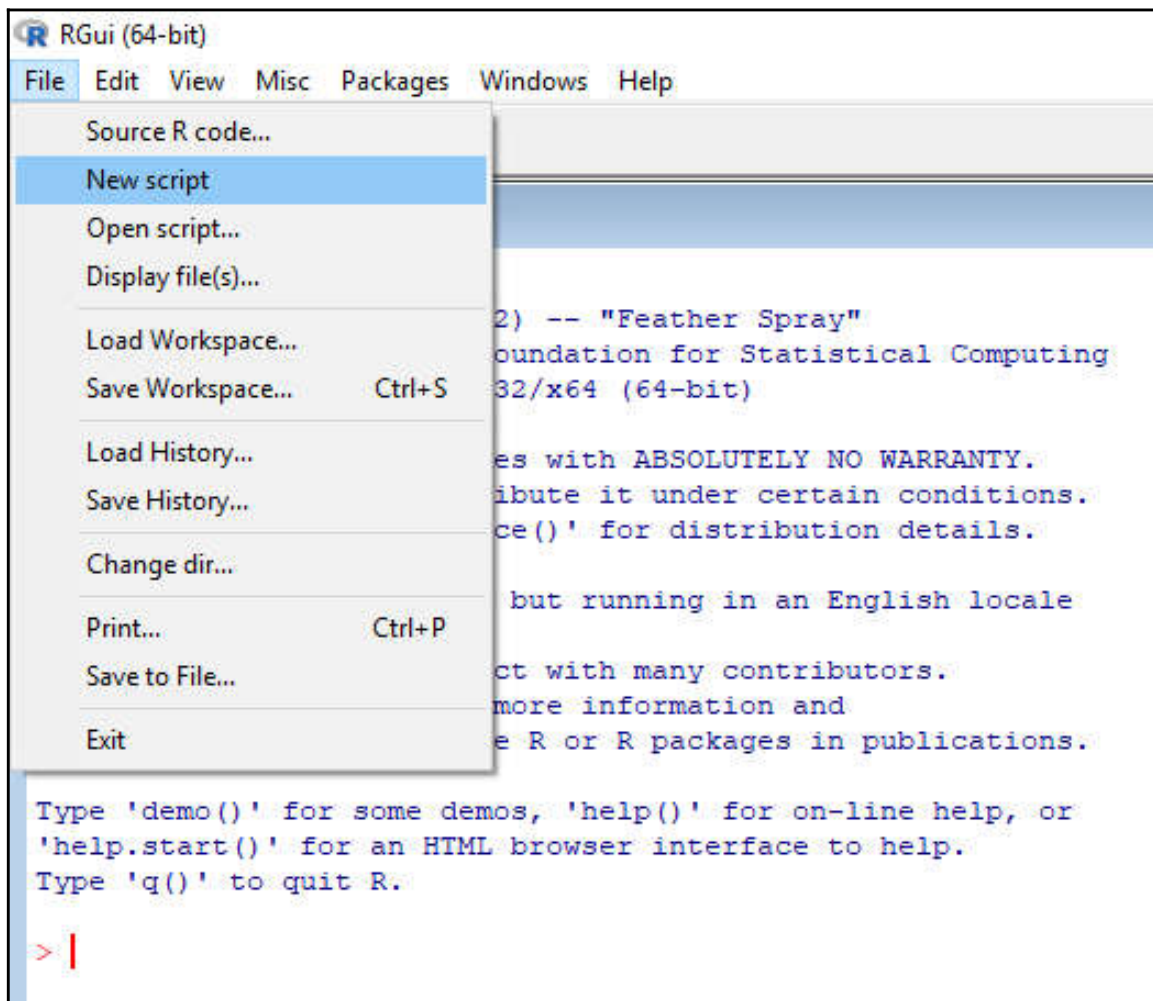 RGui (64-bit)
File Edit View Misc Packages Windows Help
Source R code...
New script
Open script...
Display file(s)...
Load Workspace...
Save Workspace... Ctrl+S
Load History...
Save History...
Change dir...
Print... Ctrl+P
Save to File...
Exit
2) -- "Feather Spray"
oundation for Statistical Computing
32/x64 (64-bit)
es with ABSOLUTELY NO WARRANTY.
ibute it under certain conditions.
ce()' for distribution details.
but running in an English locale
ct with many contributors.
more information and
e R or R packages in publications.
Type 'demo()' for some demos, 'help()' for on-line help, or
'help.start()' for an HTML browser interface to help.
Type 'q()' to quit R.
>